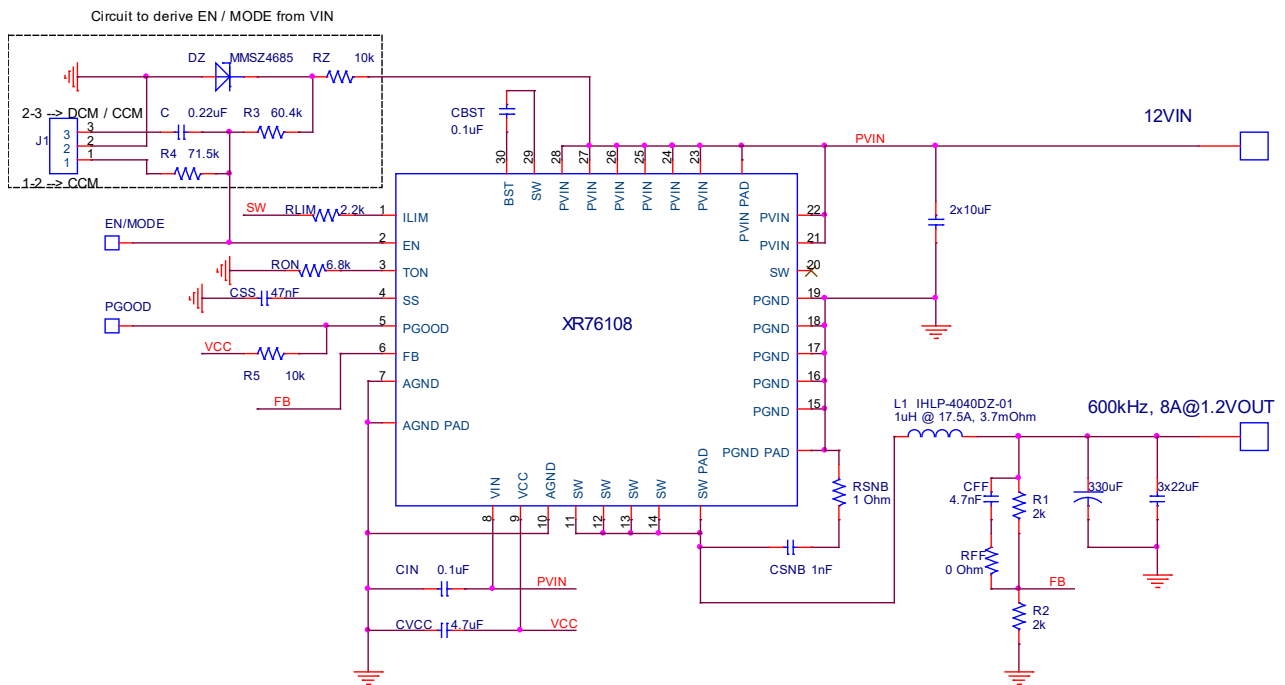 Circuit to derive EN / MODE from VIN
DZ MMSZ4685 RZ 10k
C 0.22uF R3 60.4k
2-3 --> DCM / CCM
J1
3
2
1
R4 71.5k
1-2 --> CCM
CBST
0.1uF
12VIN
PVIN
30 29 28 27 26 25 24 23
BST SW PVIN PVIN PVIN PVIN PVIN PVIN PVIN PAD
SW RLIM 2.2k 1 ILIM
EN/MODE
2 EN
RON 6.8k 3 TON
CSS 47nF 4 SS
PGOOD
5 PGOOD
VCC
R5 10k
6 FB
FB
7 AGND
AGND PAD
XR76108
PVIN 22
PVIN 21
SW 20
PGND 19
PGND 18
PGND 17
PGND 16
PGND 15
PGND PAD
2x10uF
VIN VCC AGND SW SW SW SW SW PAD
8 9 10 11 12 13 14
RSNB
1 Ohm
CSNB 1nF
CIN 0.1uF
PVIN
CVCC 4.7uF
VCC
L1 IHLP-4040DZ-01
1uH @ 17.5A, 3.7mOhm
600kHz, 8A@1.2VOUT
CFF
4.7nF
R1
2k
330uF
3x22uF
RFF
0 Ohm
FB
R2
2k